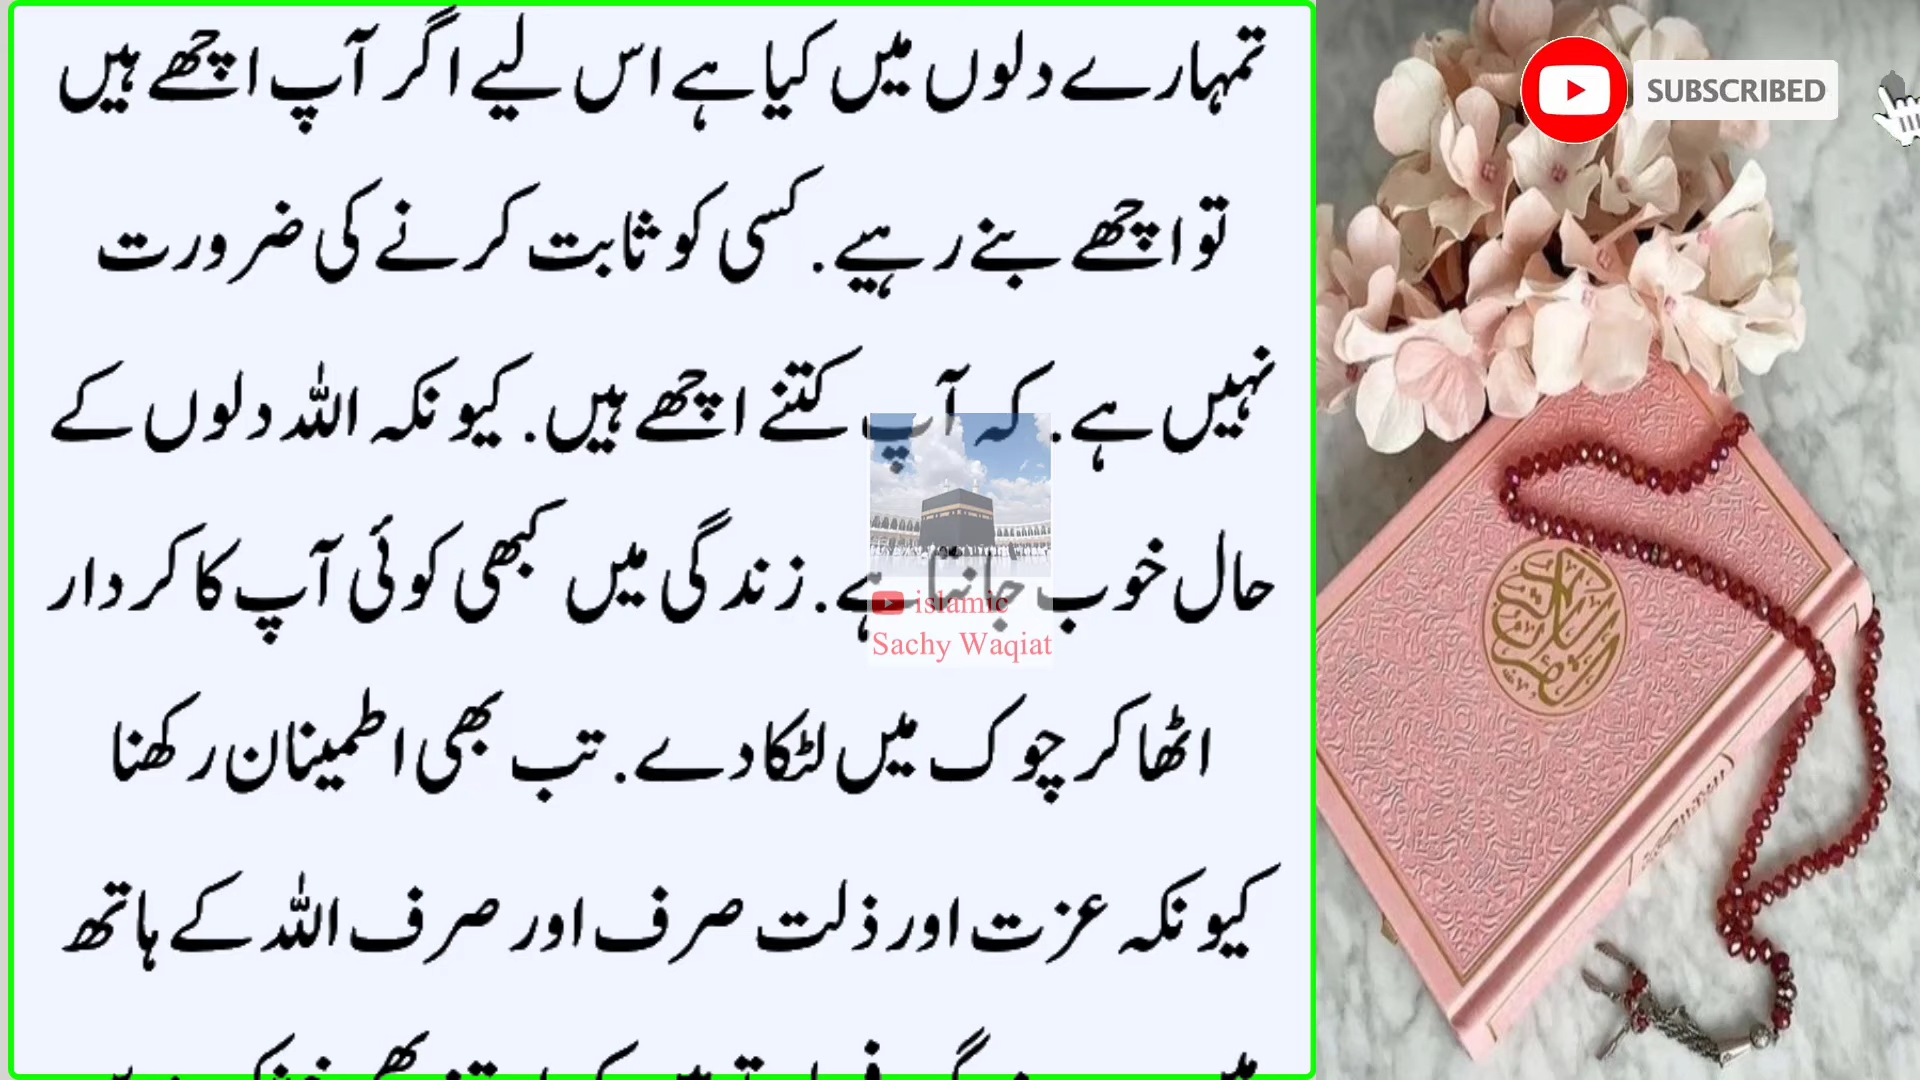 تمہارے دلوں میں کیا ہے اس لیے اگر آپ اچھے ہیں
تو اچھے بنے رہیے. کسی کو ثابت کرنے کی ضرورت
نہیں ہے. کہ آپ کتنے اچھے ہیں. کیونکہ اللہ دلوں کے
حال خوب جانتا ہے. زندگی میں کبھی کوئی آپ کا کردار
اٹھا کر چوک میں لٹکا دے. تب بھی اطمینان رکھنا
کیونکہ عزت اور ذلت صرف اور صرف اللہ کے ہاتھ
SUBSCRIBED
islamic
Sachy Waqiat
القرآن الكريم